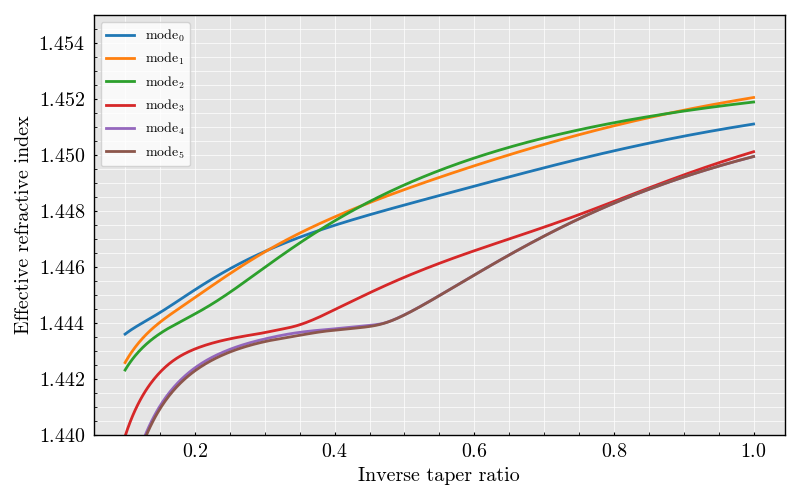 mode₀
mode₁
mode₂
mode₃
mode₄
mode₅
1.454
1.452
1.450
1.448
1.446
1.444
1.442
1.440
Effective refractive index
0.2 0.4 0.6 0.8 1.0
Inverse taper ratio